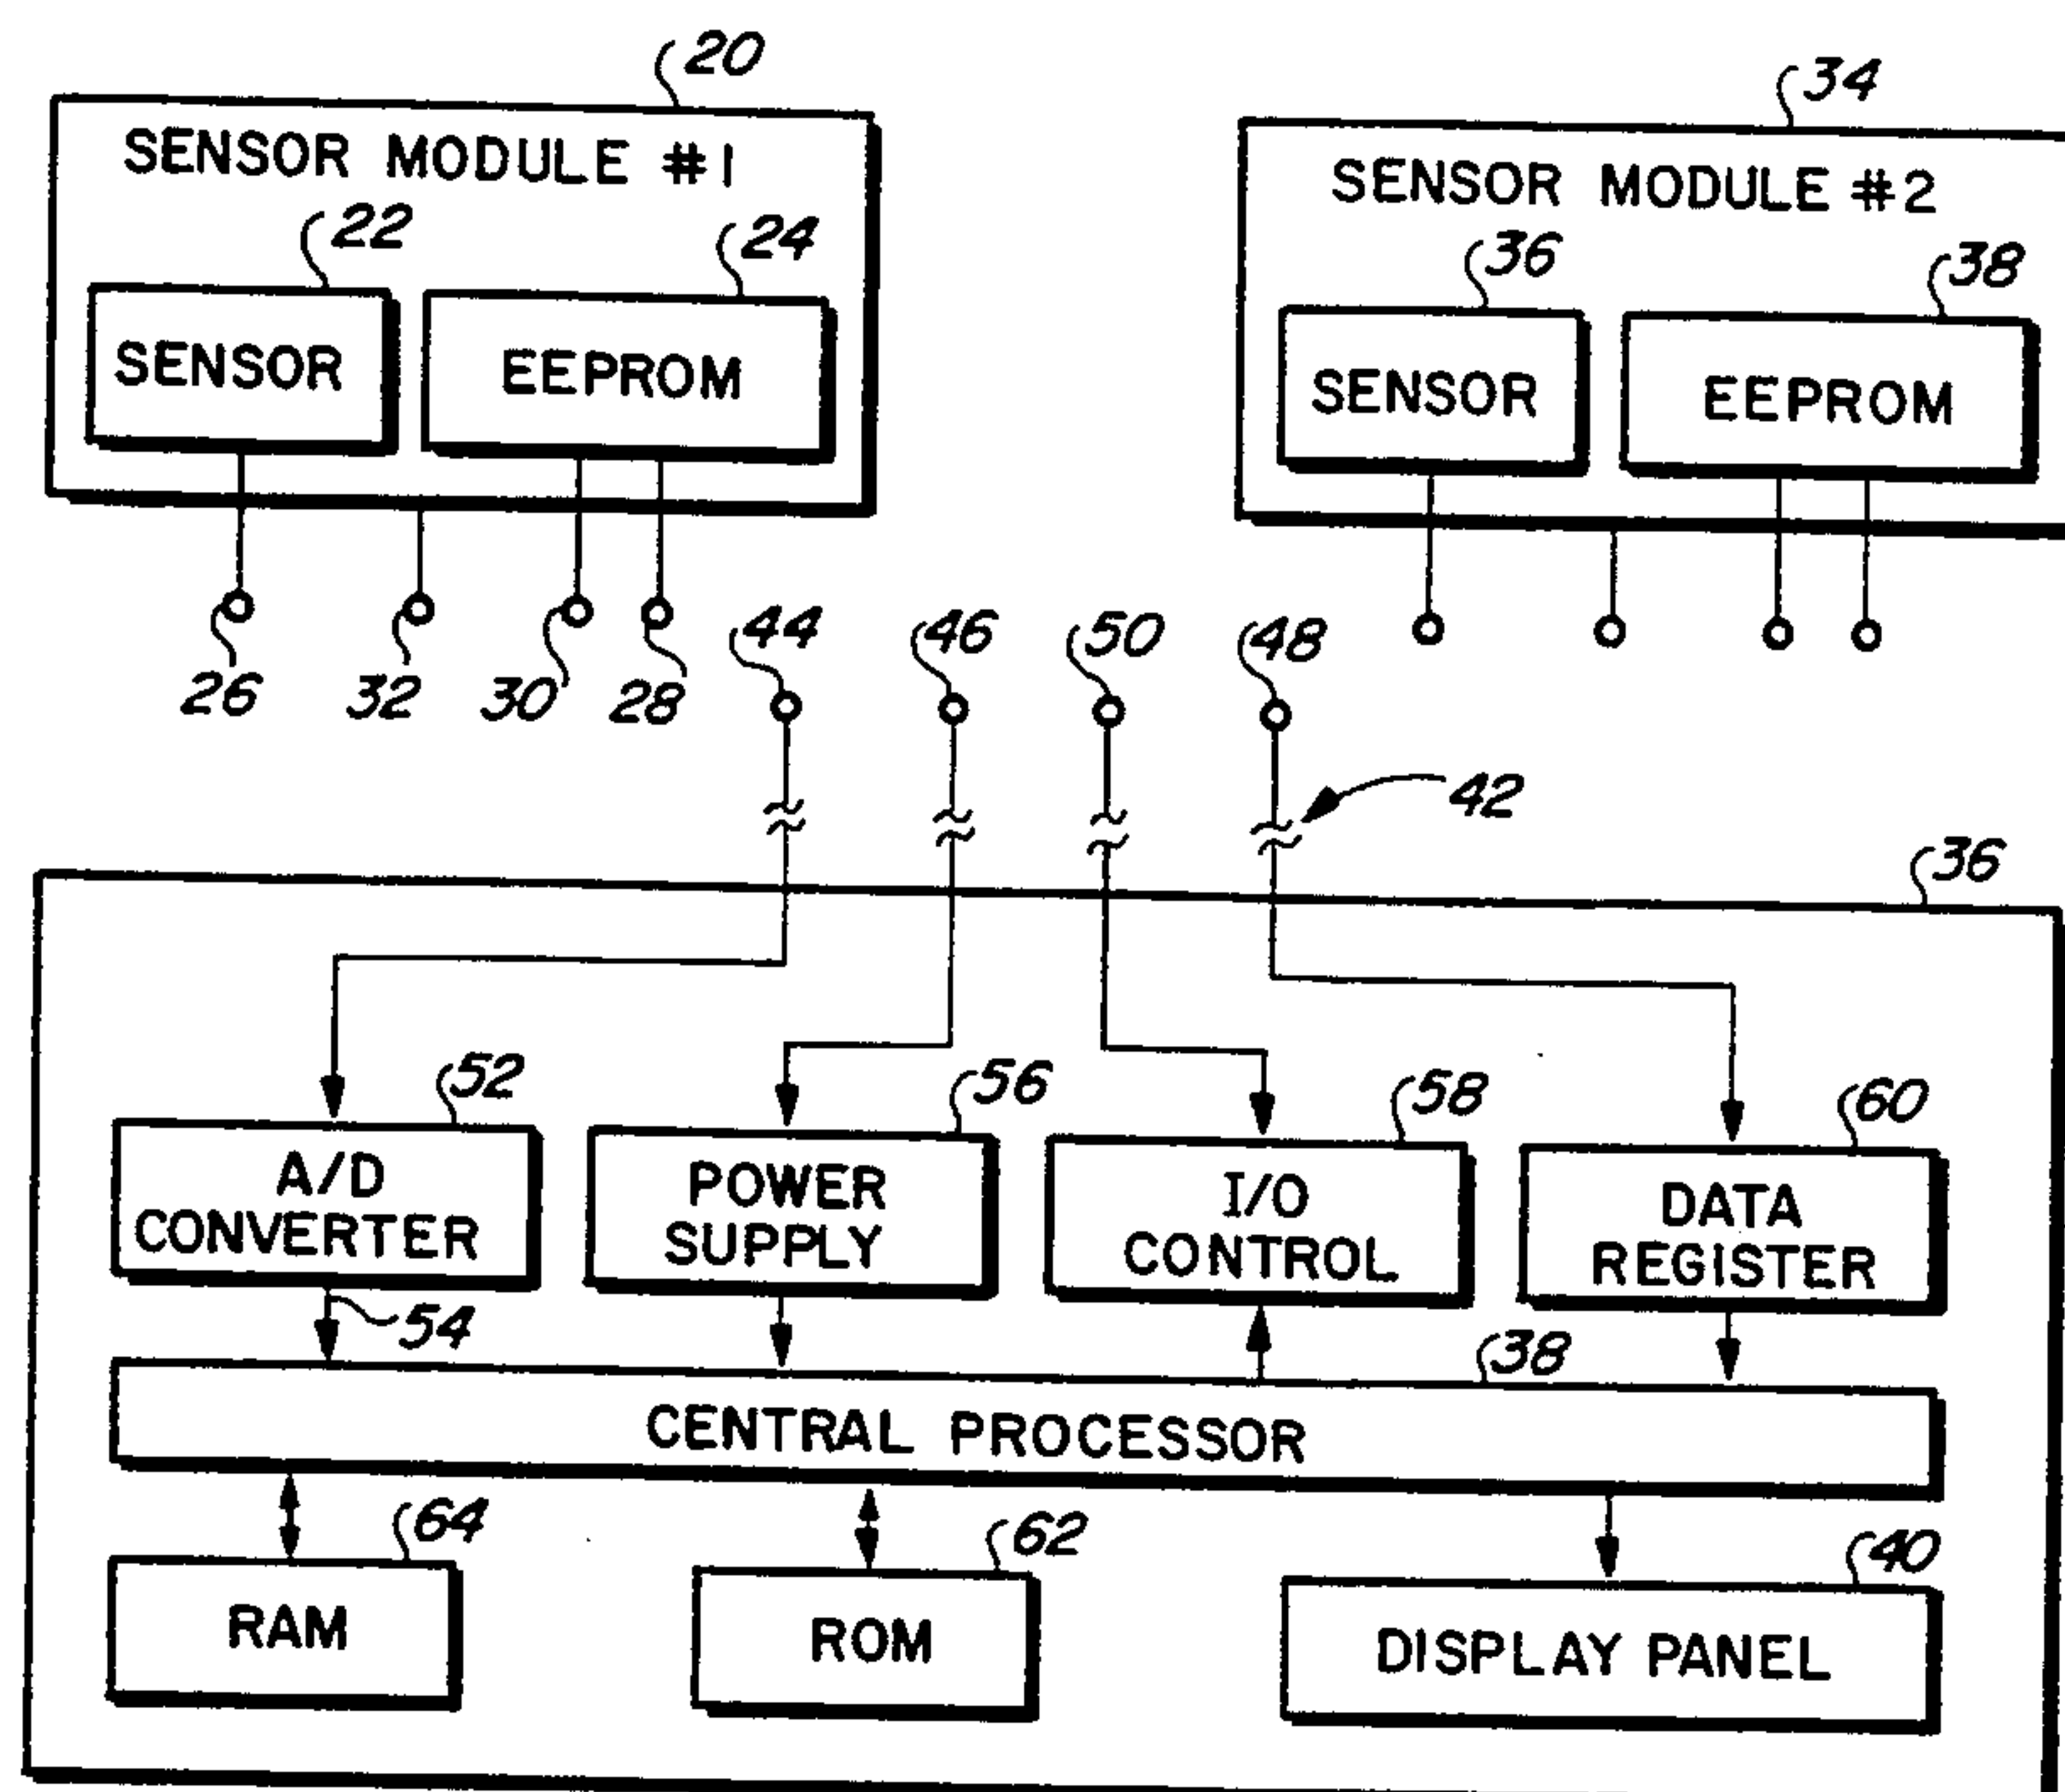 20
34
SENSOR MODULE #1
SENSOR MODULE #2
22
24
36
38
SENSOR
EEPROM
SENSOR
EEPROM
26
32
30
28
44
46
50
48
42
36
52
56
58
60
A/D
CONVERTER
POWER
SUPPLY
I/O
CONTROL
DATA
REGISTER
54
38
CENTRAL PROCESSOR
64
62
40
RAM
ROM
DISPLAY PANEL